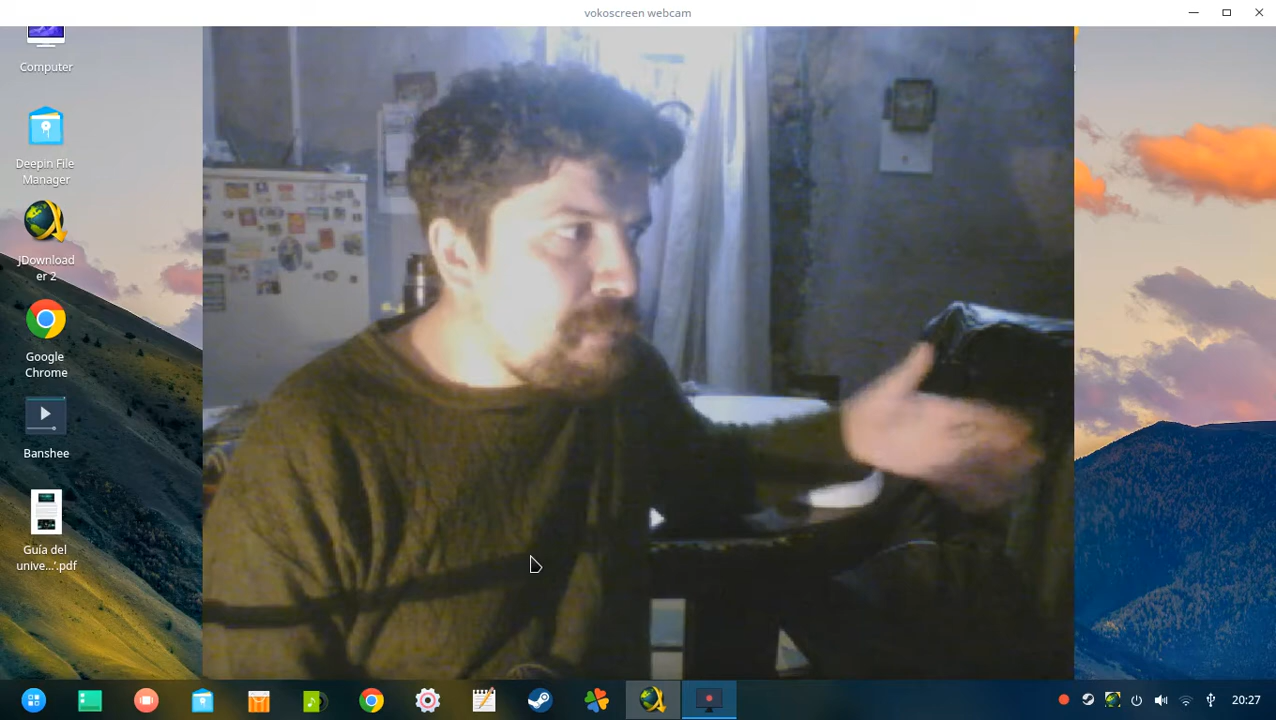 vokoscreen webcam
Computer
Deepin File
Manager
JDownload
er 2
Google
Chrome
Banshee
Guía del
unive...'.pdf
20:27